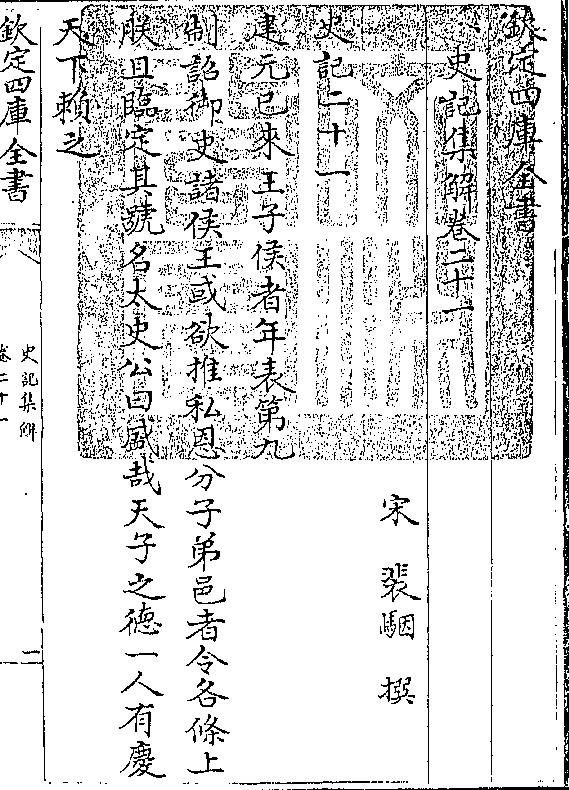 欽定四庫全書
史記集解卷二十一
宋 裴駰 撰
史記二十一
建元已來王子侯者年表第九
制詔御史諸侯王或欲推私恩分子弟邑者令各條上
朕且臨定其號名太史公曰盛哉天子之德一人有慶
天下賴之
欽定四庫全書
史記集解
卷二十一
一